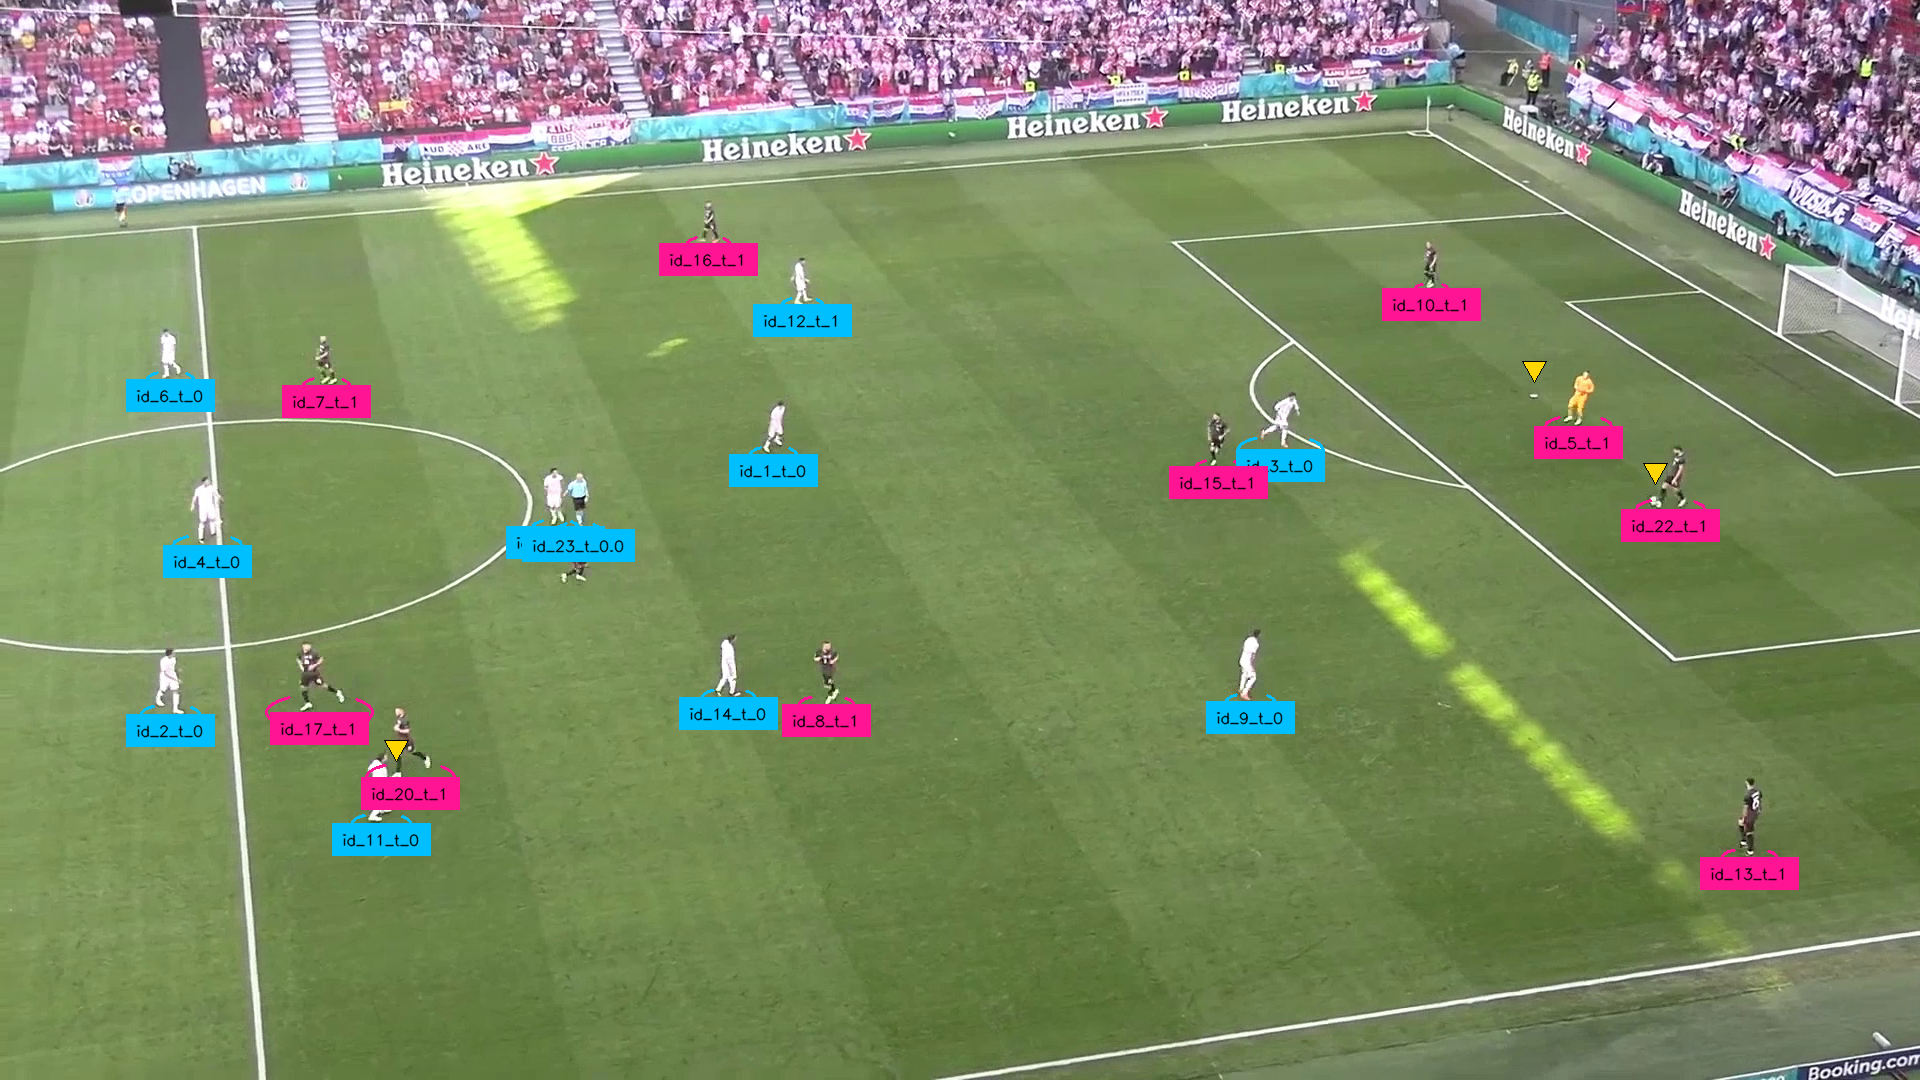 Heineken
Heineken
Heineken
Heineken
Heineken
Heineken
COPENHAGEN
id_16_t_1
id_10_t_1
id_12_t_1
id_6_t_0
id_7_t_1
id_5_t_1
id_1_t_0
id_3_t_0
id_15_t_1
id_22_t_1
id_23_t_0.0
id_4_t_0
id_14_t_0
id_9_t_0
id_8_t_1
id_2_t_0
id_17_t_1
id_20_t_1
id_11_t_0
id_13_t_1
Booking.com